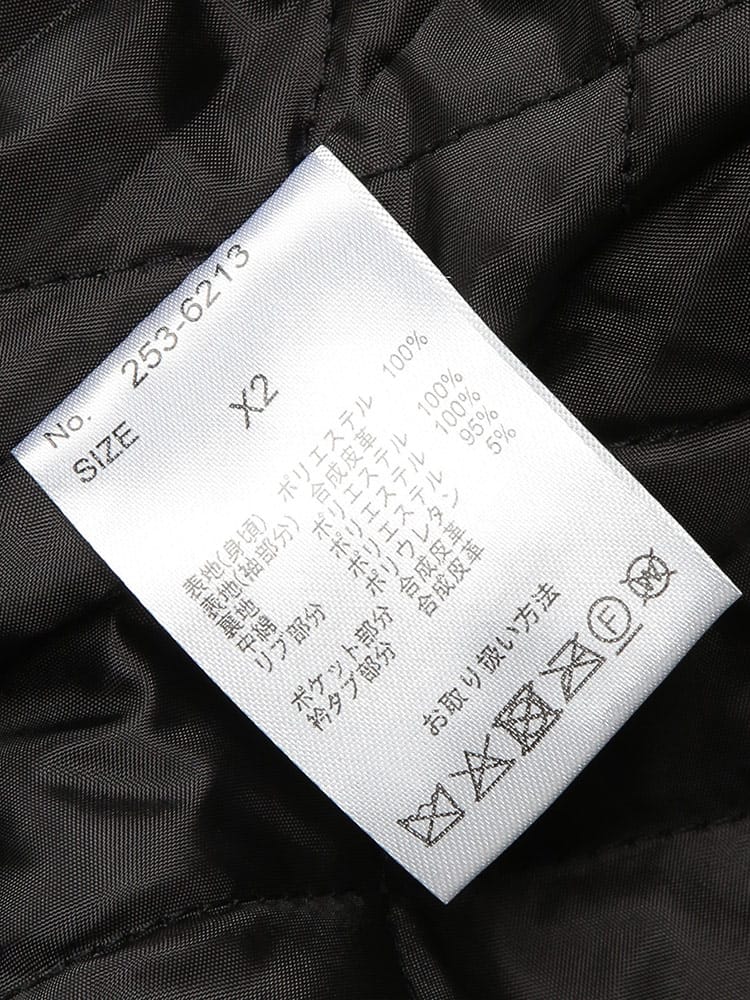 No. 253-6213
SIZE X2
表地(身頃) ポリエステル 100%
表地(袖部分) 合成皮革
裏地 ポリエステル 100%
中綿 ポリエステル 100%
リブ部分 ポリエステル 95%
ポリウレタン 5%
ポケット部分 合成皮革
衿タブ部分 合成皮革
お取り扱い方法
F
W